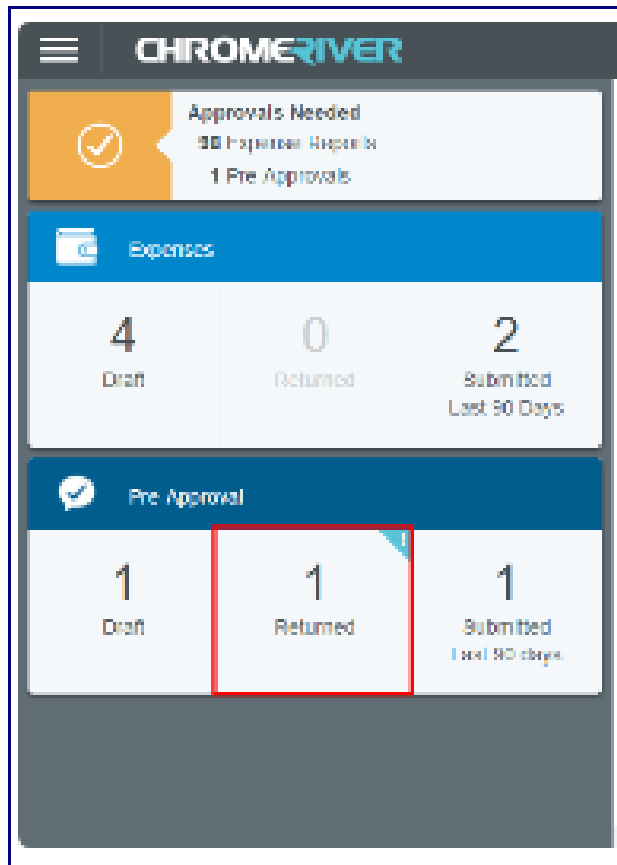 CHROMERIVER
Approvals Needed
Expense Reports
1 Pre Approvals
Expenses
4
0
2
Draft
Returned
Submitted
Last 90 Days
Pre Approval
1
1
!
1
Draft
Returned
Submitted
Last 90 days